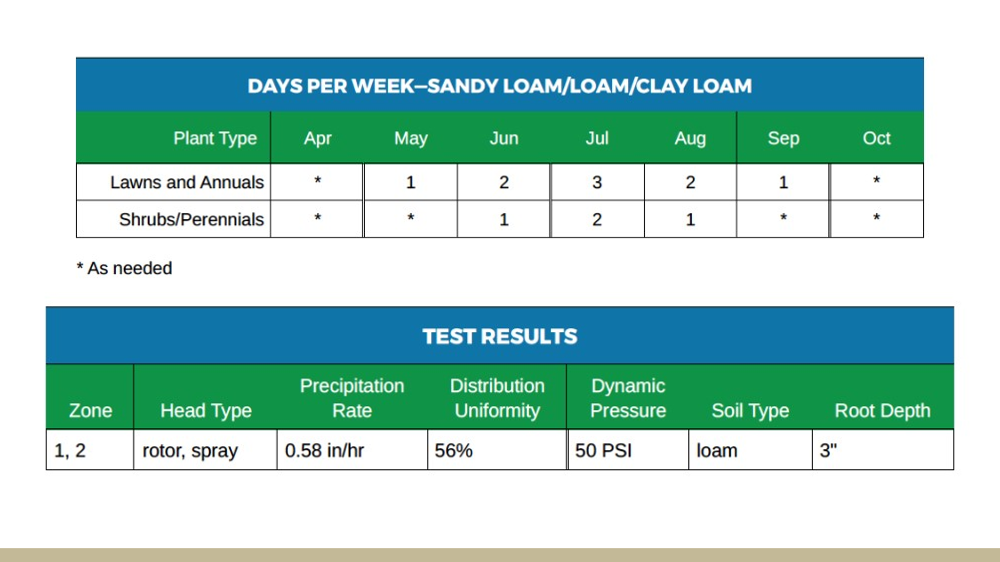 DAYS PER WEEK—SANDY LOAM/LOAM/CLAY LOAM
Plant Type Apr May Jun Jul Aug Sep Oct
Lawns and Annuals * 1 2 3 2 1 *
Shrubs/Perennials * * 1 2 1 * *
* As needed
TEST RESULTS
Zone Head Type Precipitation Rate Distribution Uniformity Dynamic Pressure Soil Type Root Depth
1, 2 rotor, spray 0.58 in/hr 56% 50 PSI loam 3"